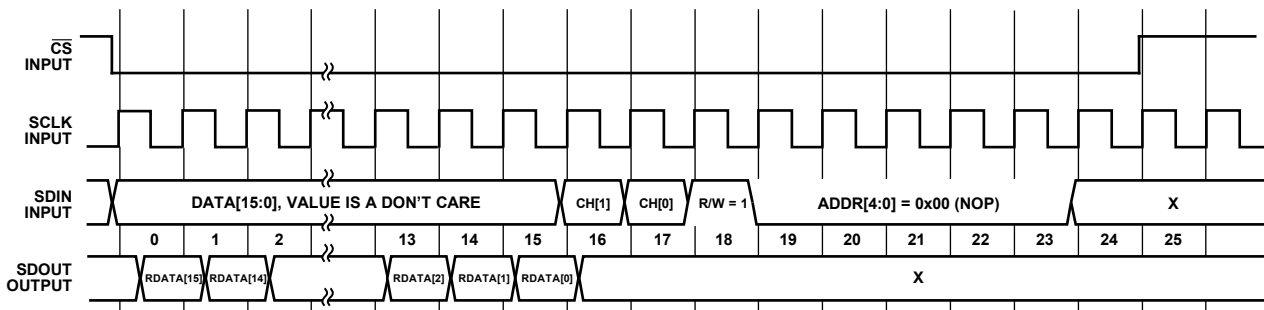 CS
INPUT
SCLK
INPUT
SDIN
INPUT
DATA[15:0], VALUE IS A DON'T CARE
CH[1]
CH[0]
R/W = 1
ADDR[4:0] = 0x00 (NOP)
X
0 1 2 13 14 15 16 17 18 19 20 21 22 23 24 25
SDOUT
OUTPUT
RDATA[15]
RDATA[14]
RDATA[2]
RDATA[1]
RDATA[0]
X